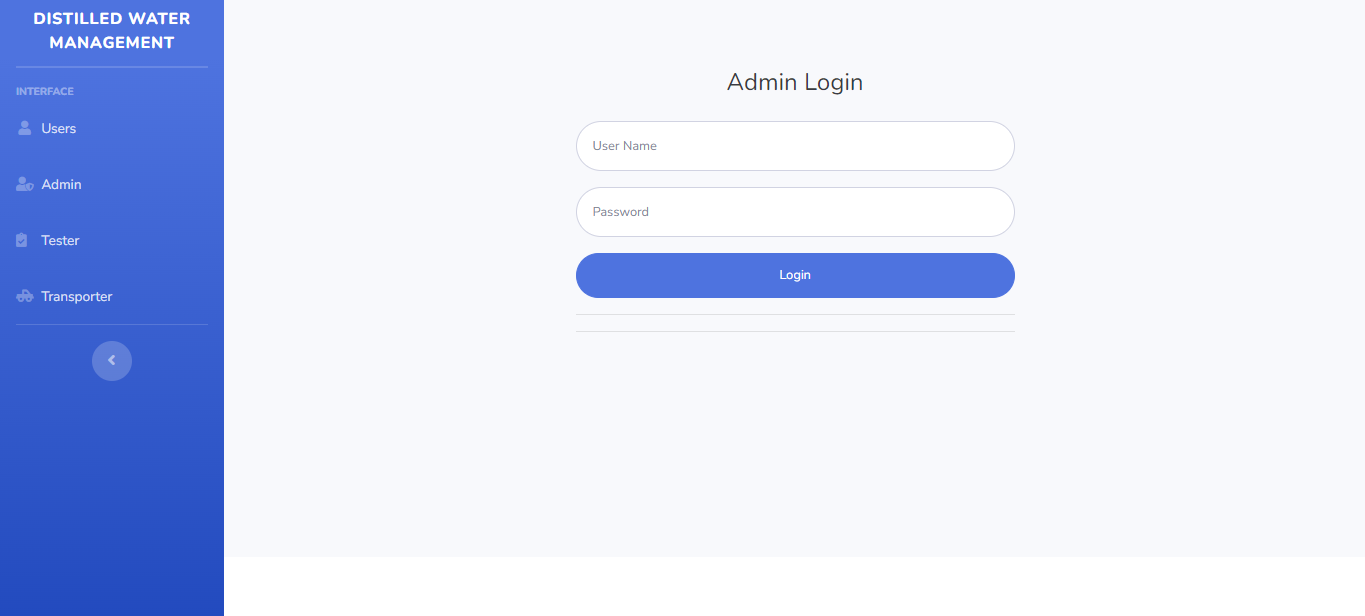 DISTILLED WATER
MANAGEMENT
INTERFACE
Users
Admin
Tester
Transporter
Admin Login
User Name
Password
Login